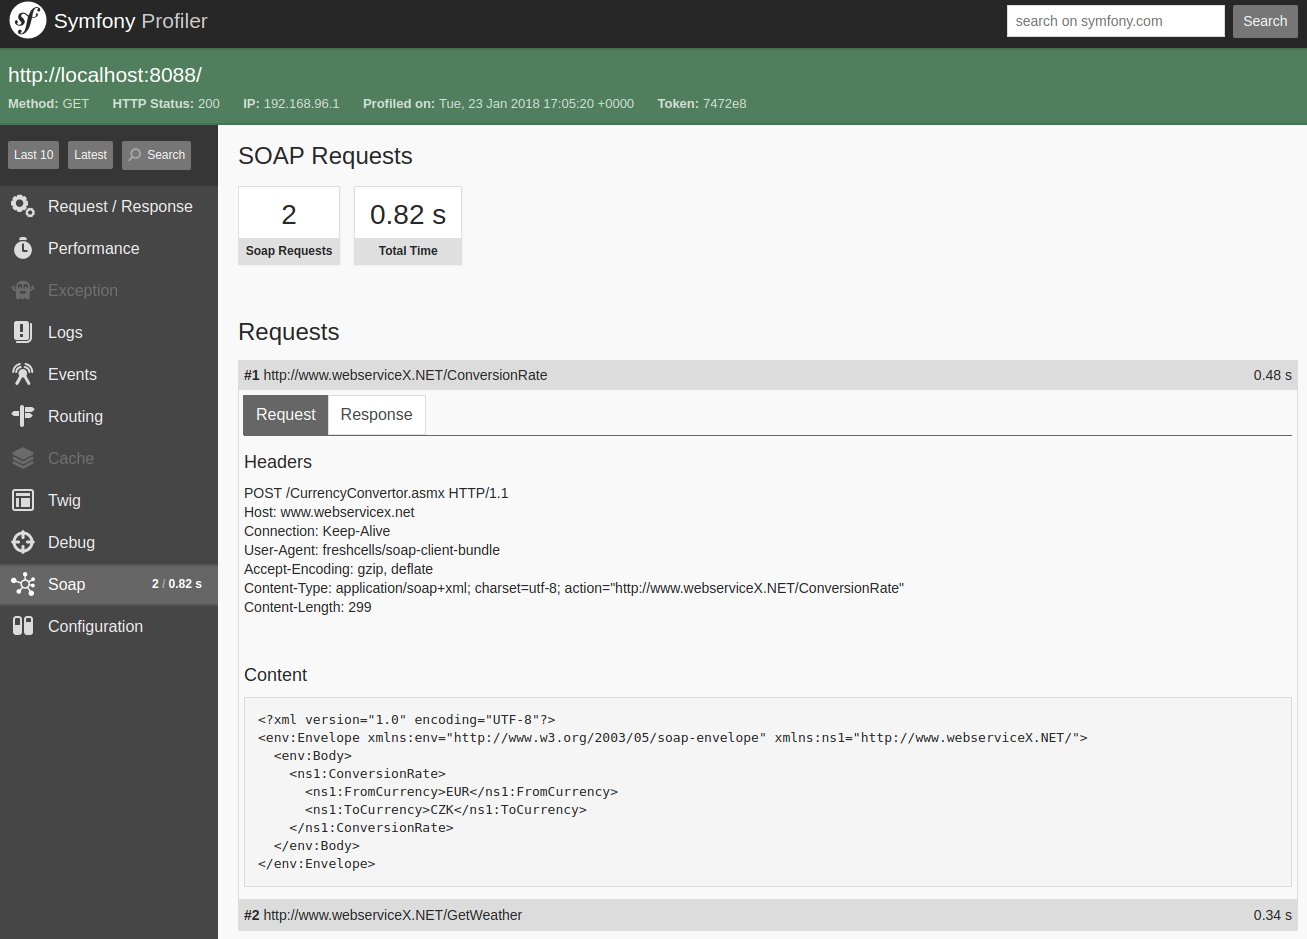 Symfony Profiler
search on symfony.com
Search
http://localhost:8088/
Method: GET HTTP Status: 200 IP: 192.168.96.1 Profiled on: Tue, 23 Jan 2018 17:05:20 +0000 Token: 7472e8
Last 10
Latest
Search
Request / Response
Performance
Exception
Logs
Events
Routing
Cache
Twig
Debug
Soap 2 / 0.82 s
Configuration
SOAP Requests
2
Soap Requests
0.82 s
Total Time
Requests
#1 http://www.webserviceX.NET/ConversionRate 0.48 s
Request
Response
Headers
POST /CurrencyConvertor.asmx HTTP/1.1
Host: www.webservicex.net
Connection: Keep-Alive
User-Agent: freshcells/soap-client-bundle
Accept-Encoding: gzip, deflate
Content-Type: application/soap+xml; charset=utf-8; action="http://www.webserviceX.NET/ConversionRate"
Content-Length: 299
Content
<?xml version="1.0" encoding="UTF-8"?>
<env:Envelope xmlns:env="http://www.w3.org/2003/05/soap-envelope" xmlns:ns1="http://www.webserviceX.NET/">
  <env:Body>
    <ns1:ConversionRate>
      <ns1:FromCurrency>EUR</ns1:FromCurrency>
      <ns1:ToCurrency>CZK</ns1:ToCurrency>
    </ns1:ConversionRate>
  </env:Body>
</env:Envelope>
#2 http://www.webserviceX.NET/GetWeather 0.34 s